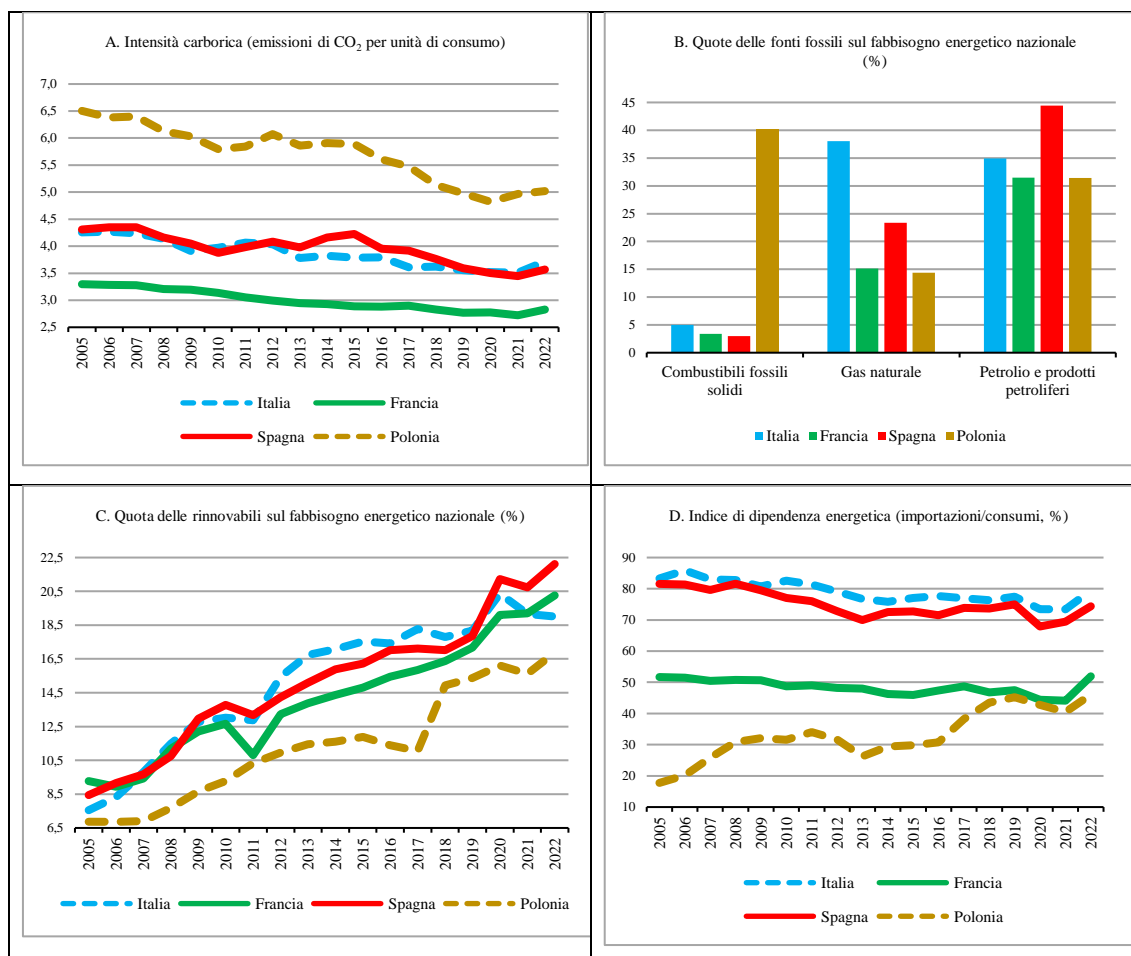 A. Intensità carborica (emissioni di CO₂ per unità di consumo)
7,0
6,5
6,0
5,5
5,0
4,5
4,0
3,5
3,0
2,5
2005 2006 2007 2008 2009 2010 2011 2012 2013 2014 2015 2016 2017 2018 2019 2020 2021 2022
Italia Francia
Spagna Polonia
B. Quote delle fonti fossili sul fabbisogno energetico nazionale
(%)
45
40
35
30
25
20
15
10
5
0
Combustibili fossili Gas naturale Petrolio e prodotti
solidi petroliferi
Italia Francia Spagna Polonia
C. Quota delle rinnovabili sul fabbisogno energetico nazionale (%)
22,5
20,5
18,5
16,5
14,5
12,5
10,5
8,5
6,5
2005 2006 2007 2008 2009 2010 2011 2012 2013 2014 2015 2016 2017 2018 2019 2020 2021 2022
Italia Francia Spagna Polonia
D. Indice di dipendenza energetica (importazioni/consumi, %)
90
80
70
60
50
40
30
20
10
2005 2006 2007 2008 2009 2010 2011 2012 2013 2014 2015 2016 2017 2018 2019 2020 2021 2022
Italia Francia
Spagna Polonia